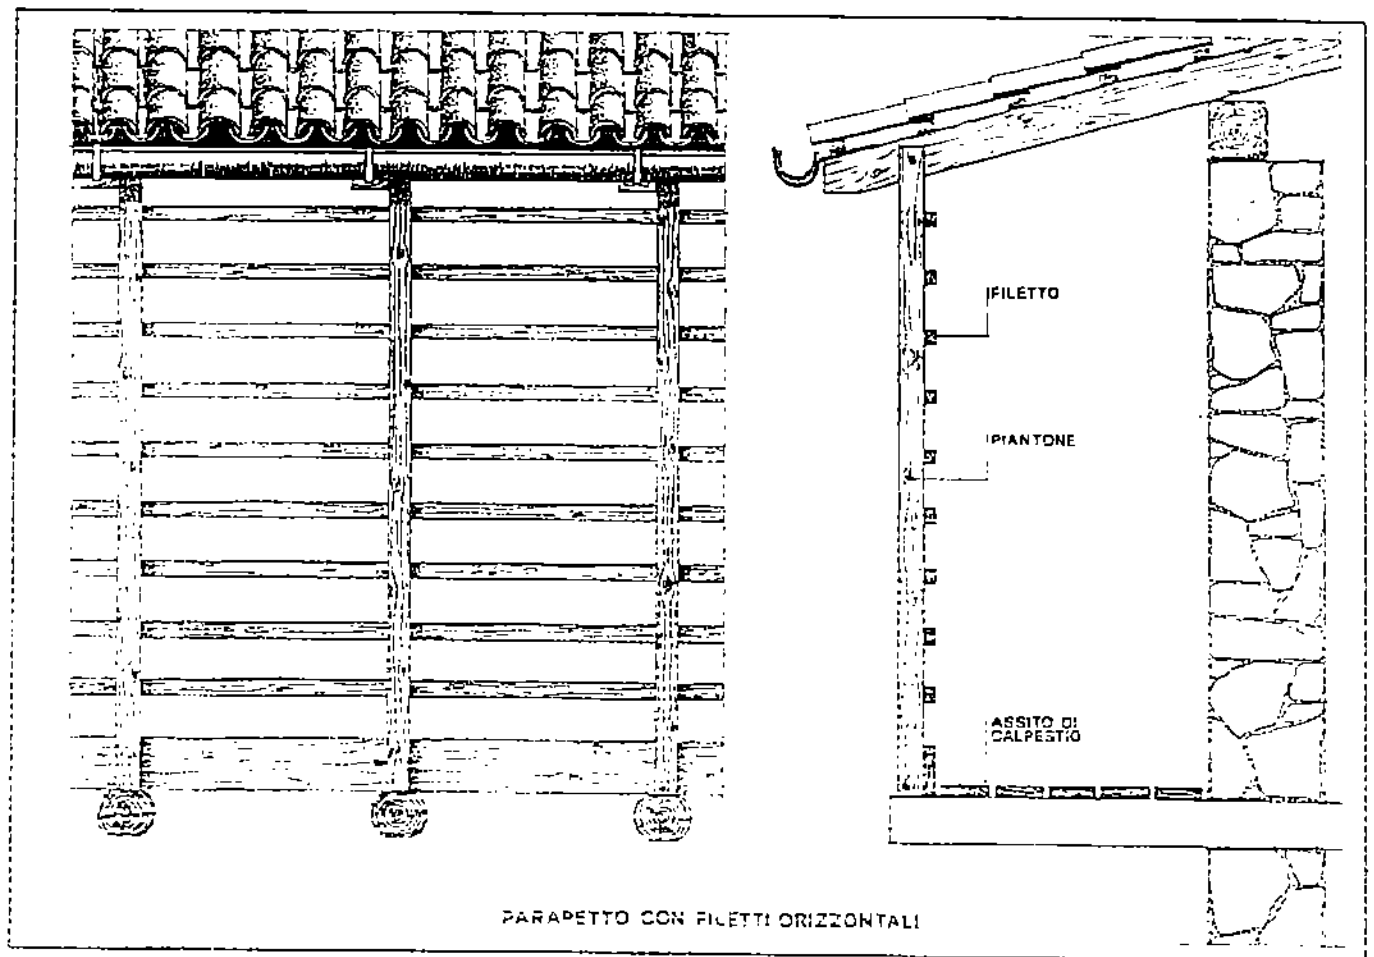 FILETTO
PIANTONE
ASSITO DI
CALPESTIO
PARAPETTO CON FILETTI ORIZZONTALI